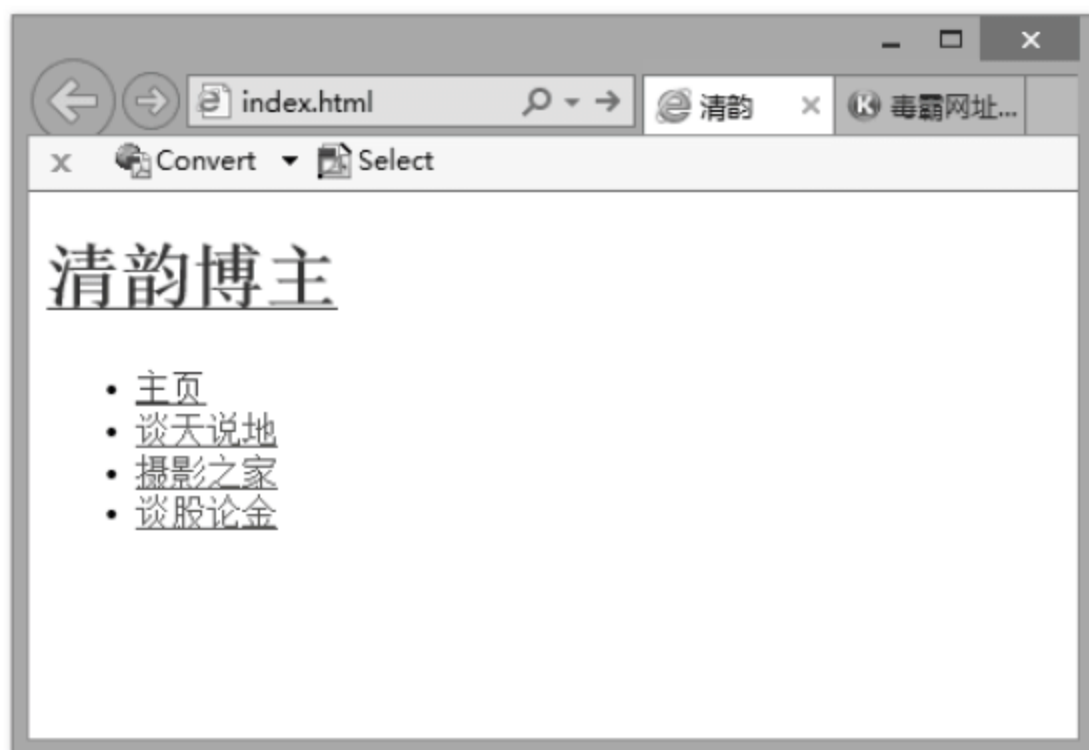 index.html
清韵
毒霸网址...
Convert
Select
清韵博主
主页
谈天说地
摄影之家
谈股论金